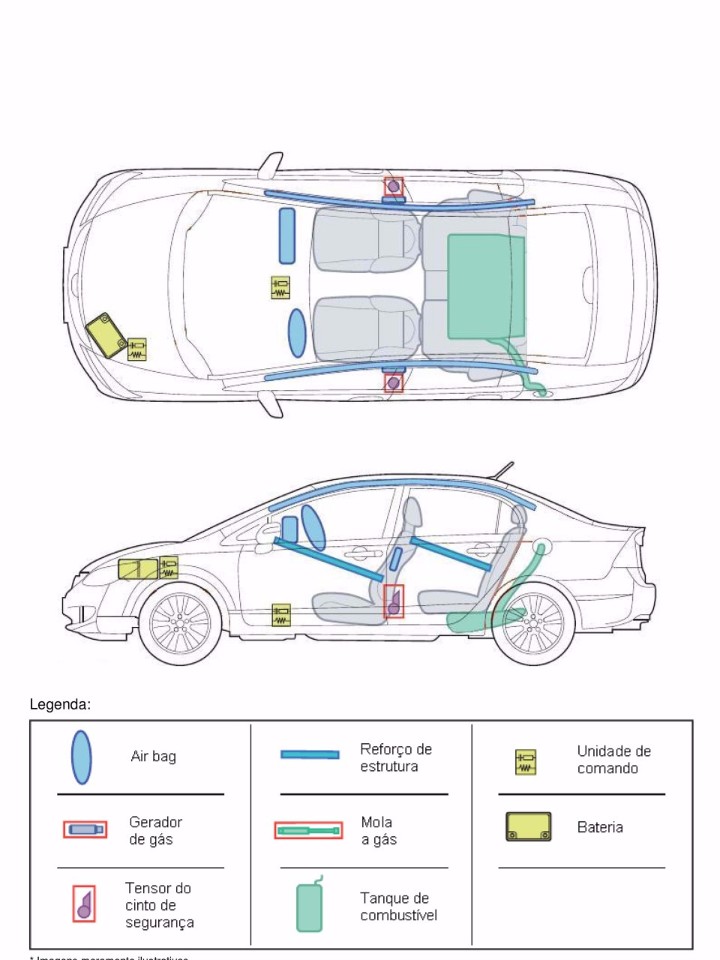 Legenda:
Air bag
Reforço de
estrutura
Unidade de
comando
Gerador
de gás
Mola
a gás
Bateria
Tensor do
cinto de
segurança
Tanque de
combustível
* Imagens meramente ilustrativas